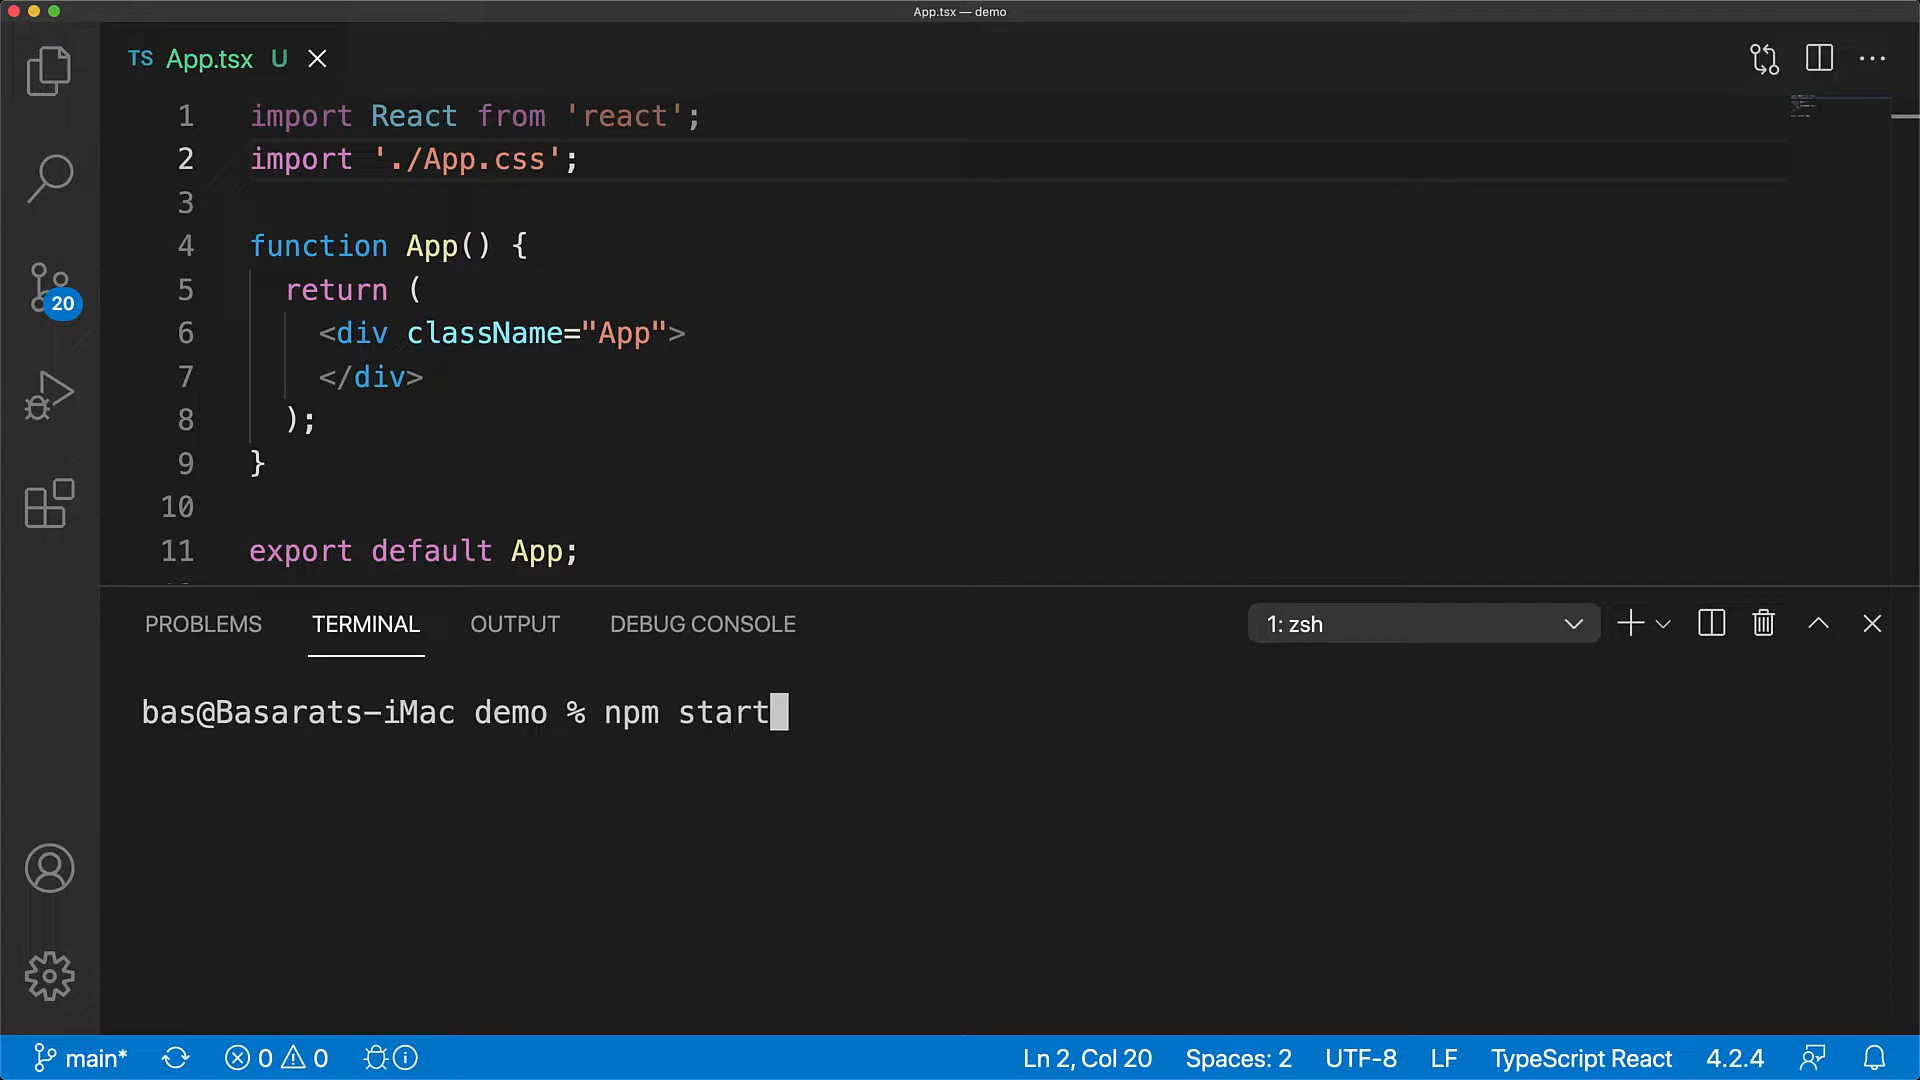 App.tsx — demo
TS App.tsx U
1 import React from 'react';
2 import './App.css';
3
4 function App() {
5 return (
6 <div className="App">
7 </div>
8 );
9 }
10
11 export default App;
20
PROBLEMS TERMINAL OUTPUT DEBUG CONSOLE 1: zsh
bas@Basarats-iMac demo % npm start
main* 0 0 Ln 2, Col 20 Spaces: 2 UTF-8 LF TypeScript React 4.2.4